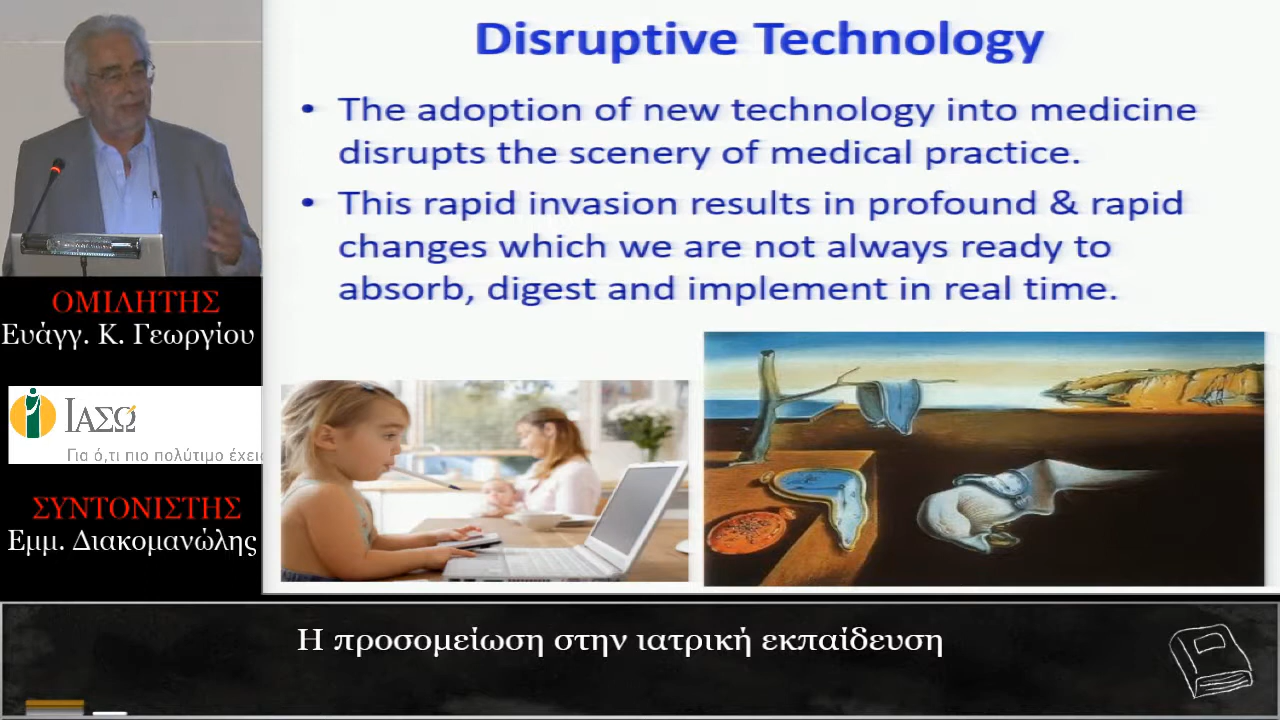 Disruptive Technology
• The adoption of new technology into medicine
disrupts the scenery of medical practice.
• This rapid invasion results in profound & rapid
changes which we are not always ready to
absorb, digest and implement in real time.
ΟΜΙΛΗΤΗΣ
Ευάγγ. Κ. Γεωργίου
ΙΑΣΩ
Για ό,τι πιο πολύτιμο έχει
ΣΥΝΤΟΝΙΣΤΗΣ
Εμμ. Διακομανώλης
Η προσομείωση στην ιατρική εκπαίδευση